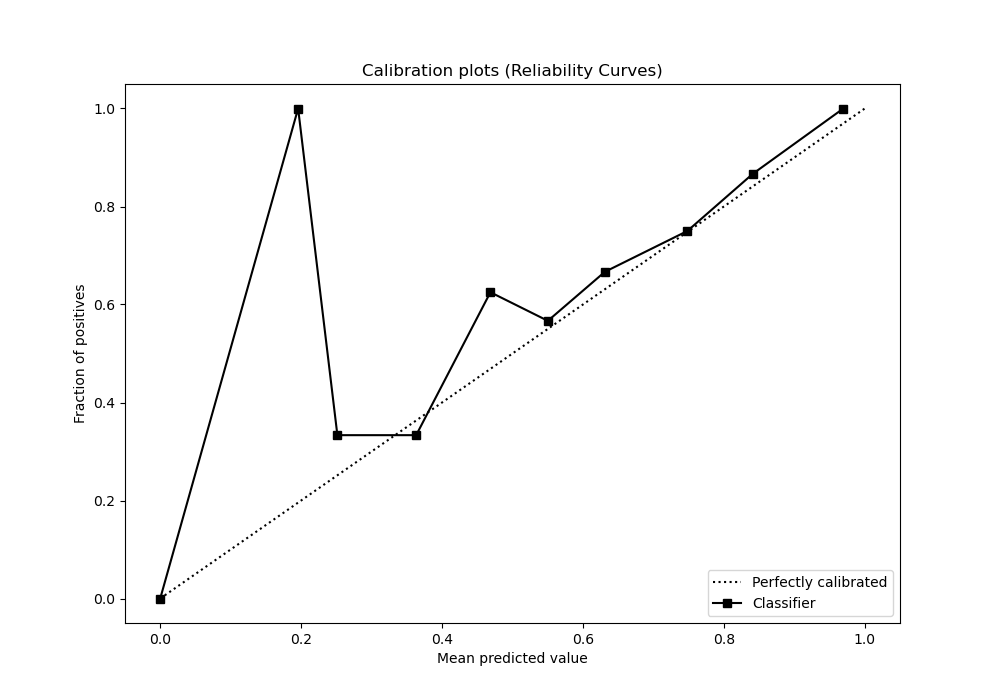 Calibration plots (Reliability Curves)
1.0
0.8
0.6
0.4
0.2
0.0
Fraction of positives
0.0 0.2 0.4 0.6 0.8 1.0
Mean predicted value
Perfectly calibrated
Classifier